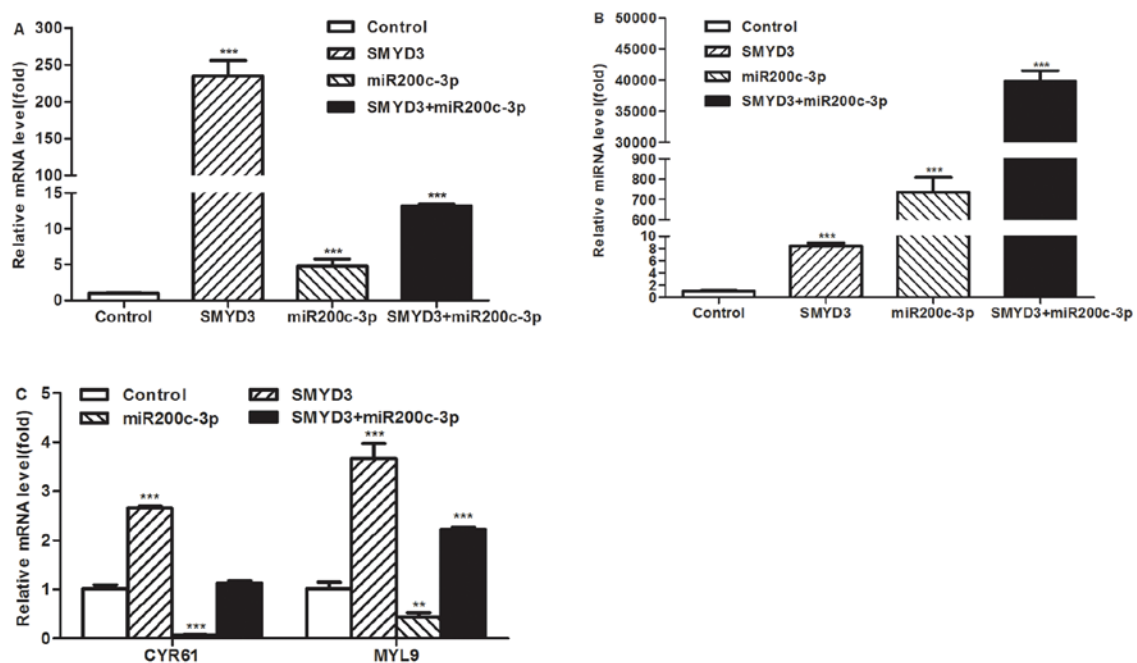 A
Relative mRNA level(fold)
300
250
200
150
100
15
10
5
0
***
***
***
Control
SMYD3
miR200c-3p
SMYD3+miR200c-3p
Control
SMYD3
miR200c-3p
SMYD3+miR200c-3p
B
Relative miRNA level(fold)
50000
45000
40000
35000
30000
900
800
700
600
10
8
6
4
2
0
***
***
***
Control
SMYD3
miR200c-3p
SMYD3+miR200c-3p
Control
SMYD3
miR200c-3p
SMYD3+miR200c-3p
C
Relative mRNA level(fold)
5
4
3
2
1
0
Control
SMYD3
miR200c-3p
SMYD3+miR200c-3p
***
***
***
**
***
CYR61
MYL9